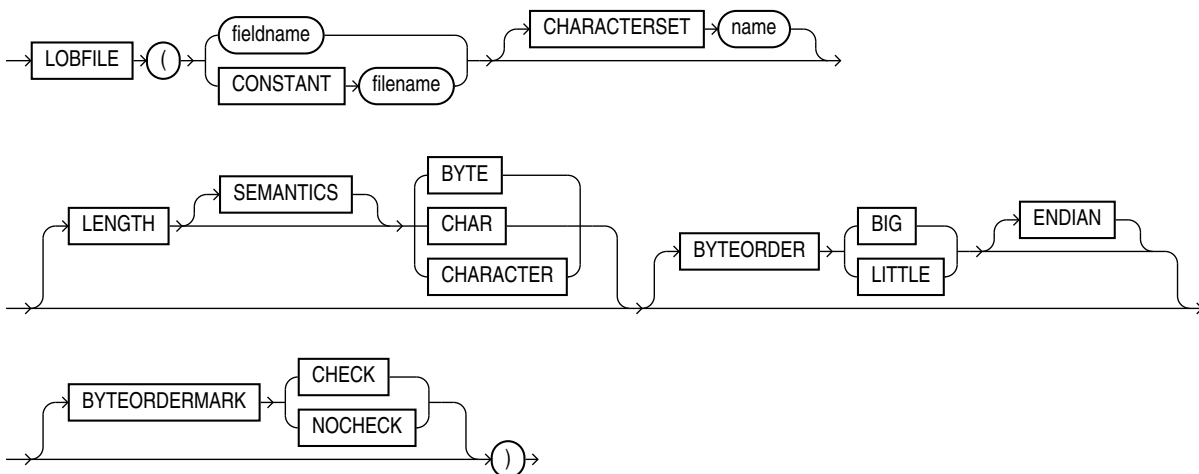 LOBFILE ( fieldname CHARACTERSET name
CONSTANT filename
LENGTH SEMANTICS BYTE BYTEORDER BIG ENDIAN
CHAR LITTLE
CHARACTER
BYTEORDERMARK CHECK )
NOCHECK